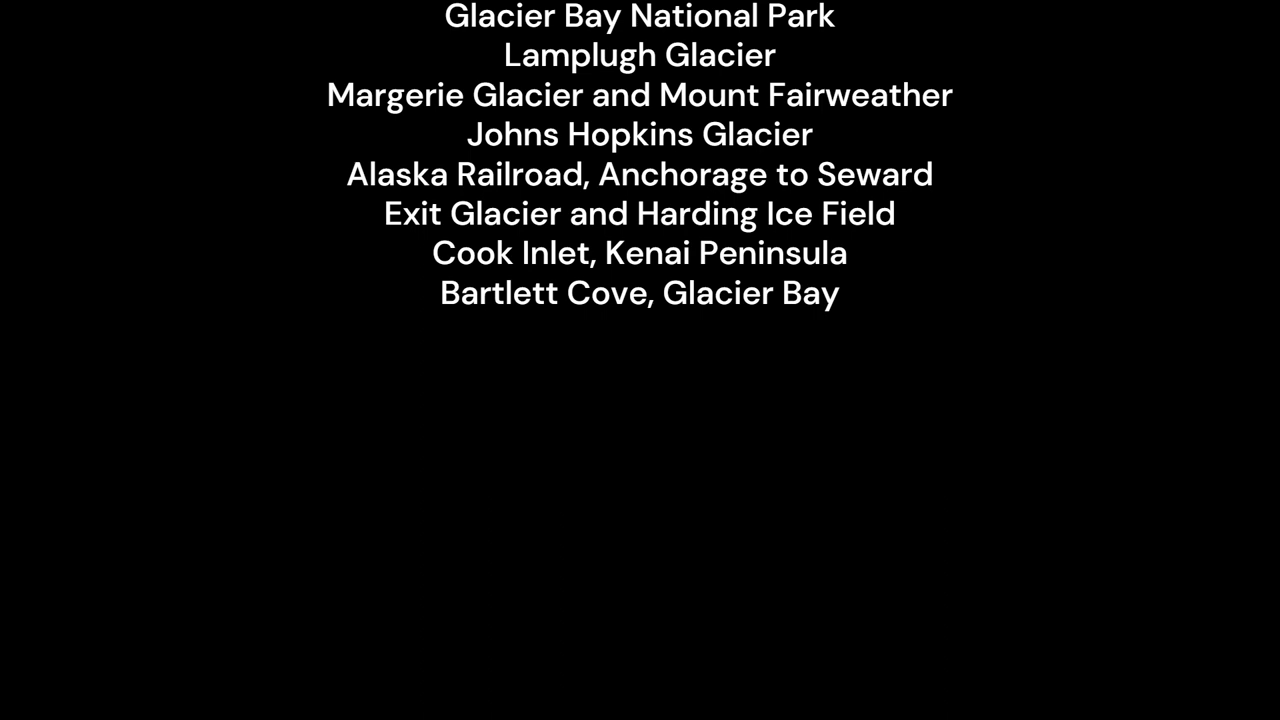 Glacier Bay National Park
Lamplugh Glacier
Margerie Glacier and Mount Fairweather
Johns Hopkins Glacier
Alaska Railroad, Anchorage to Seward
Exit Glacier and Harding Ice Field
Cook Inlet, Kenai Peninsula
Bartlett Cove, Glacier Bay